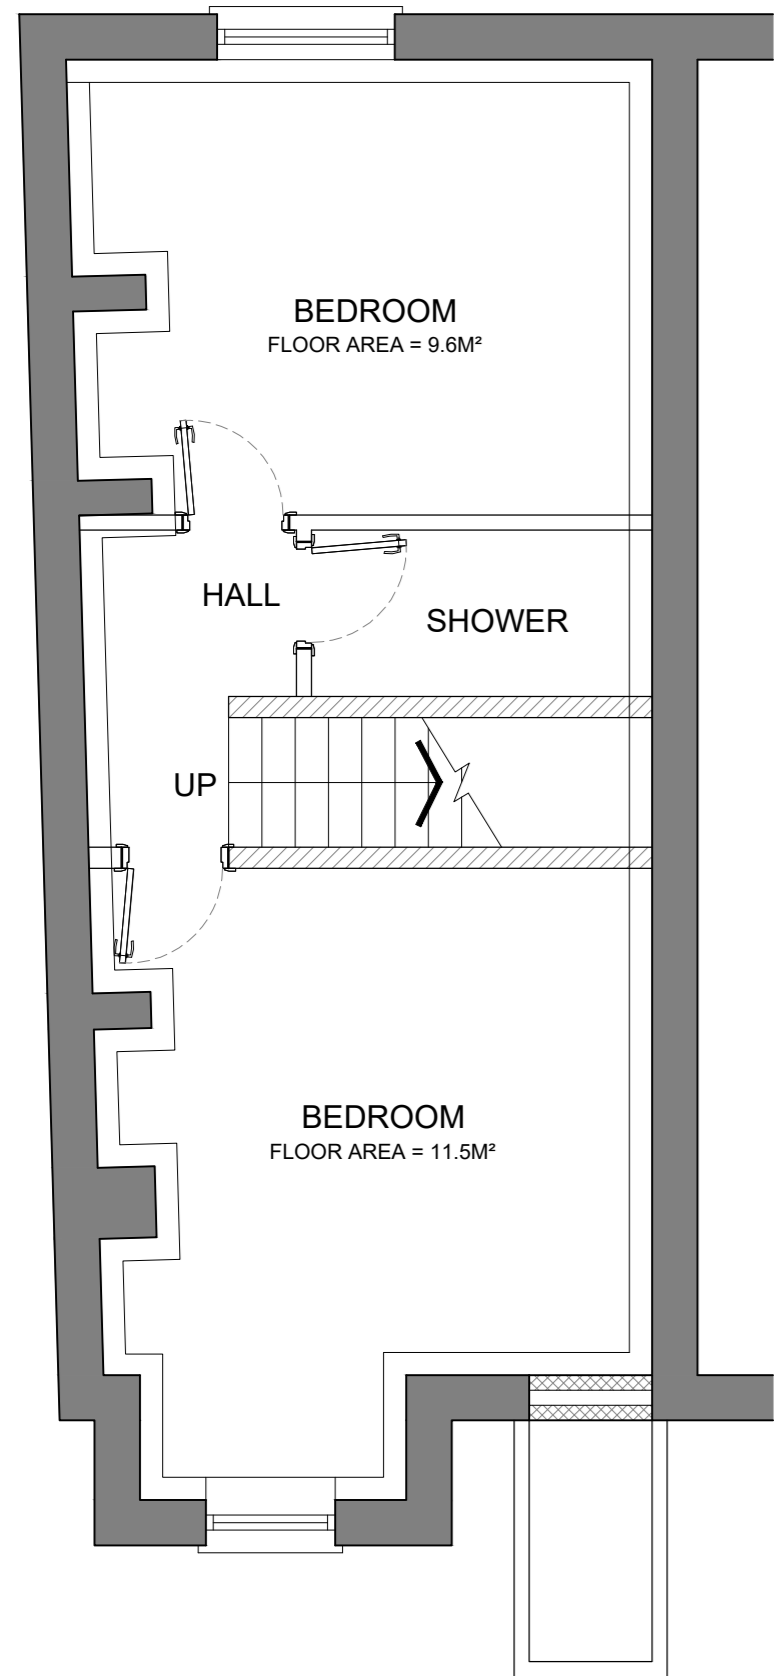 BEDROOM
FLOOR AREA = 9.6M²
HALL
SHOWER
UP
BEDROOM
FLOOR AREA = 11.5M²